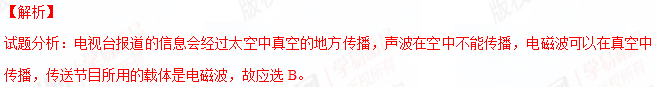 【解析】
试题分析：电视台报道的信息会经过太空中真空的地方传播，声波在空中不能传播，电磁波可以在真空中
传播，传送节目所用的载体是电磁波，故应选 B。